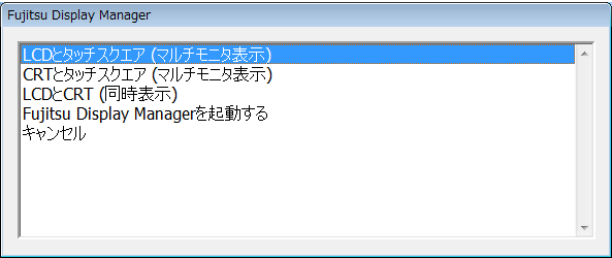 Fujitsu Display Manager
LCDとタッチスクエア (マルチモニタ表示)
CRTとタッチスクエア (マルチモニタ表示)
LCDとCRT (同時表示)
Fujitsu Display Managerを起動する
キャンセル